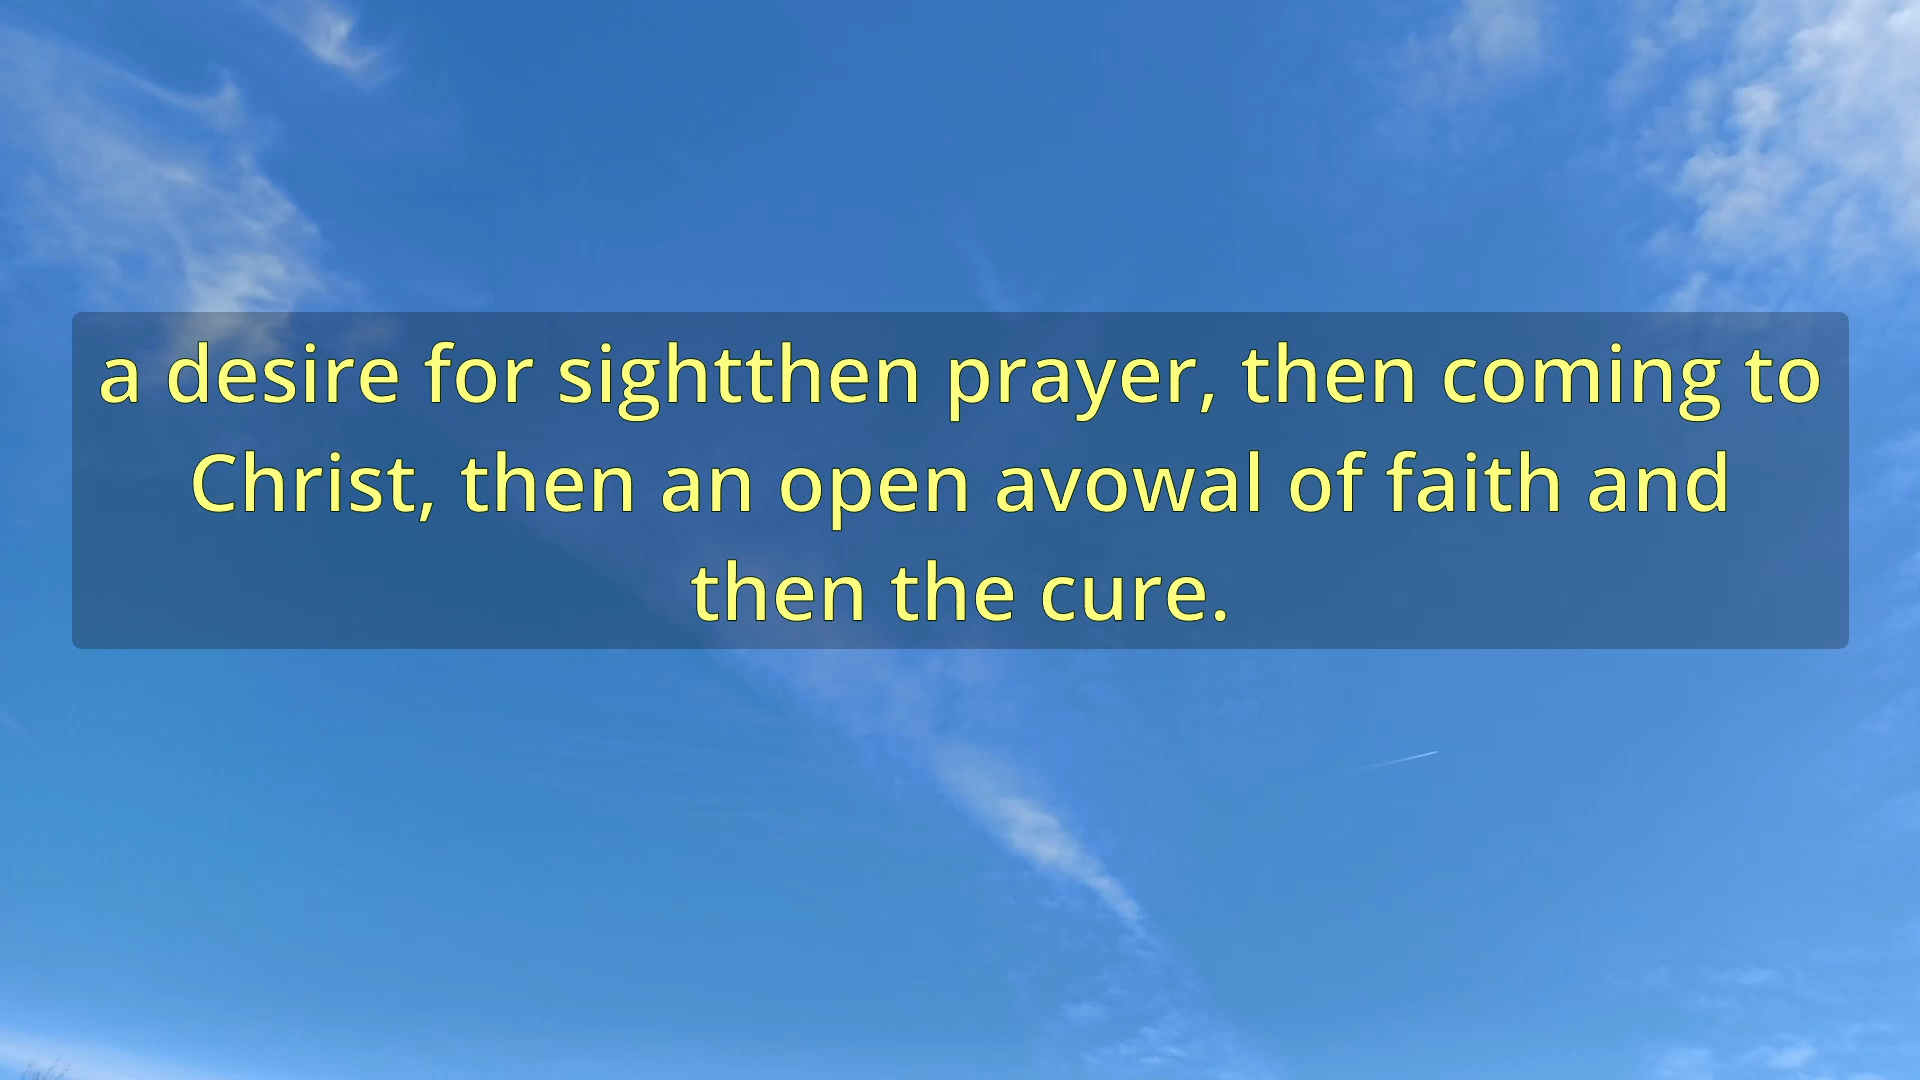 a desire for sightthen prayer, then coming to
Christ, then an open avowal of faith and
then the cure.